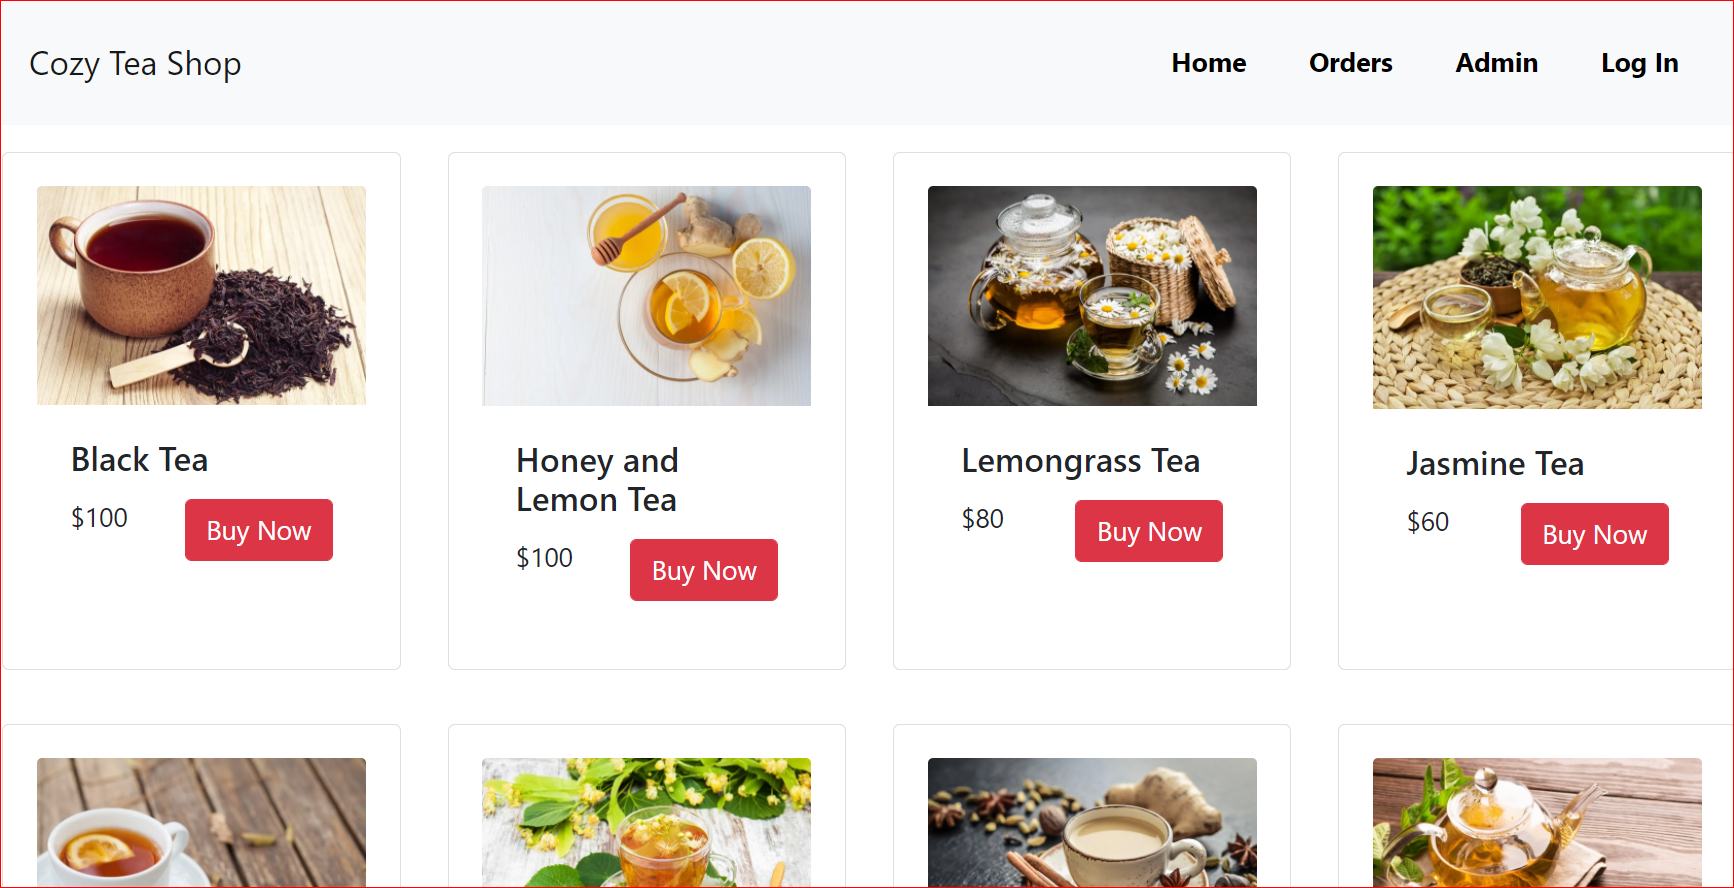 Cozy Tea Shop
Home Orders Admin Log In
Black Tea
$100 Buy Now
Honey and
Lemon Tea
$100 Buy Now
Lemongrass Tea
$80 Buy Now
Jasmine Tea
$60 Buy Now